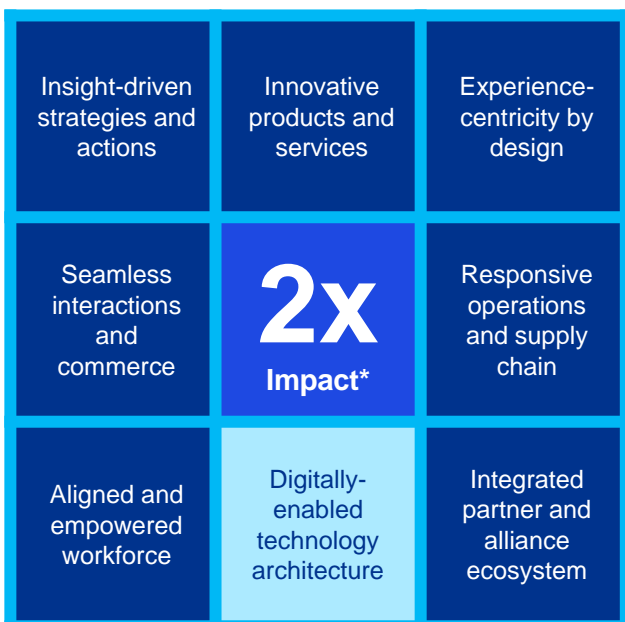 Insight-driven
strategies and
actions
Innovative
products and
services
Experience-
centricity by
design
Seamless
interactions
and
commerce
2x
Impact*
Responsive
operations
and supply
chain
Aligned and
empowered
workforce
Digitally-
enabled
technology
architecture
Integrated
partner and
alliance
ecosystem